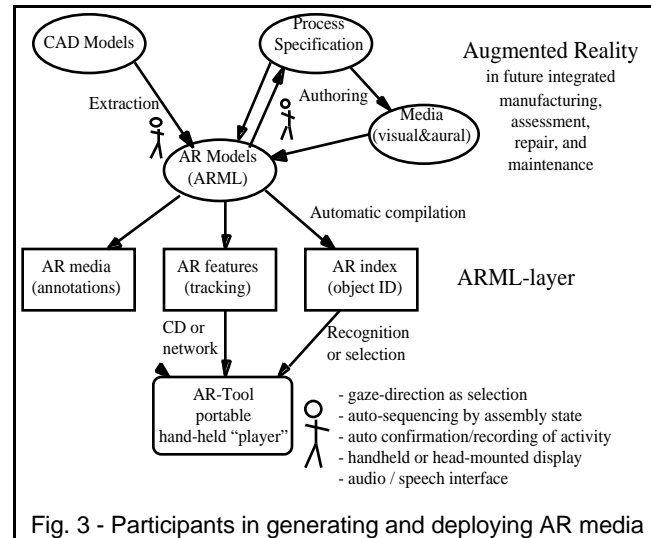 CAD Models
Process
Specification
Augmented Reality
in future integrated
manufacturing,
assessment,
repair, and
maintenance
Extraction
Authoring
Media
(visual&aural)
AR Models
(ARML)
Automatic compilation
AR media
(annotations)
AR features
(tracking)
AR index
(object ID)
ARML-layer
CD or
network
Recognition
or selection
AR-Tool
portable
hand-held “player”
- gaze-direction as selection
- auto-sequencing by assembly state
- auto confirmation/recording of activity
- handheld or head-mounted display
- audio / speech interface
Fig. 3 - Participants in generating and deploying AR media